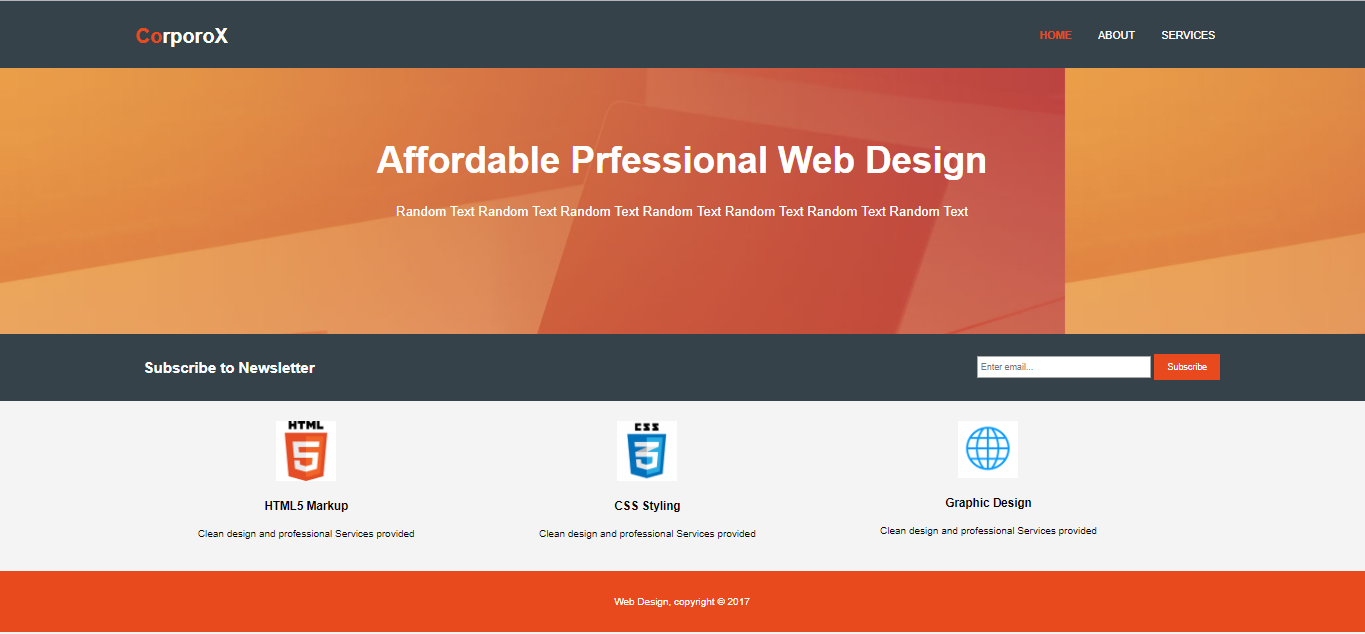 CorporoX
HOME ABOUT SERVICES
Affordable Prfessional Web Design
Random Text Random Text Random Text Random Text Random Text Random Text Random Text
Subscribe to Newsletter
Enter email... Subscribe
HTML
5
CSS
3
HTML5 Markup
Clean design and professional Services provided
CSS Styling
Clean design and professional Services provided
Graphic Design
Clean design and professional Services provided
Web Design, copyright © 2017